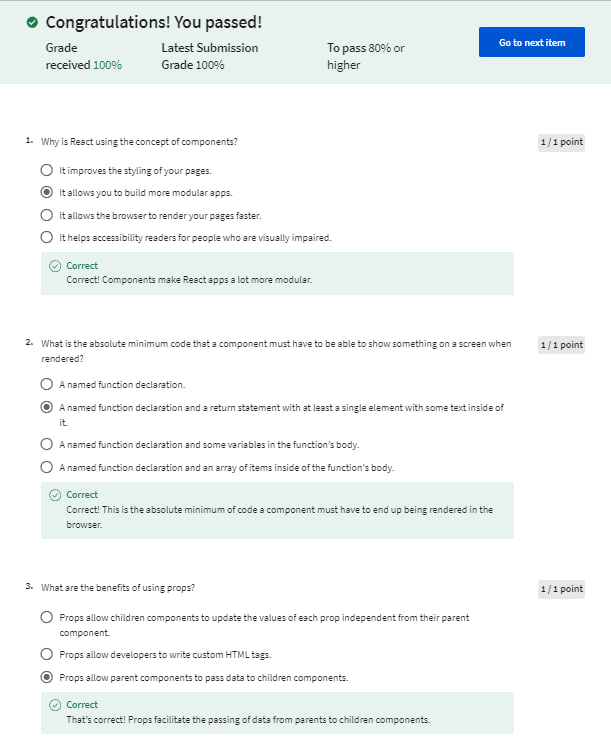 Congratulations! You passed!
Grade
received 100%
Latest Submission
Grade 100%
To pass 80% or
higher
Go to next item
1. Why is React using the concept of components?
1 / 1 point
It improves the styling of your pages.
It allows you to build more modular apps.
It allows the browser to render your pages faster.
It helps accessibility readers for people who are visually impaired.
Correct
Correct! Components make React apps a lot more modular.
2. What is the absolute minimum code that a component must have to be able to show something on a screen when
rendered?
1 / 1 point
A named function declaration.
A named function declaration and a return statement with at least a single element with some text inside of
it.
A named function declaration and some variables in the function's body.
A named function declaration and an array of items inside of the function's body.
Correct
Correct! This is the absolute minimum of code a component must have to end up being rendered in the
browser.
3. What are the benefits of using props?
1 / 1 point
Props allow children components to update the values of each prop independent from their parent
component.
Props allow developers to write custom HTML tags.
Props allow parent components to pass data to children components.
Correct
That's correct! Props facilitate the passing of data from parents to children components.